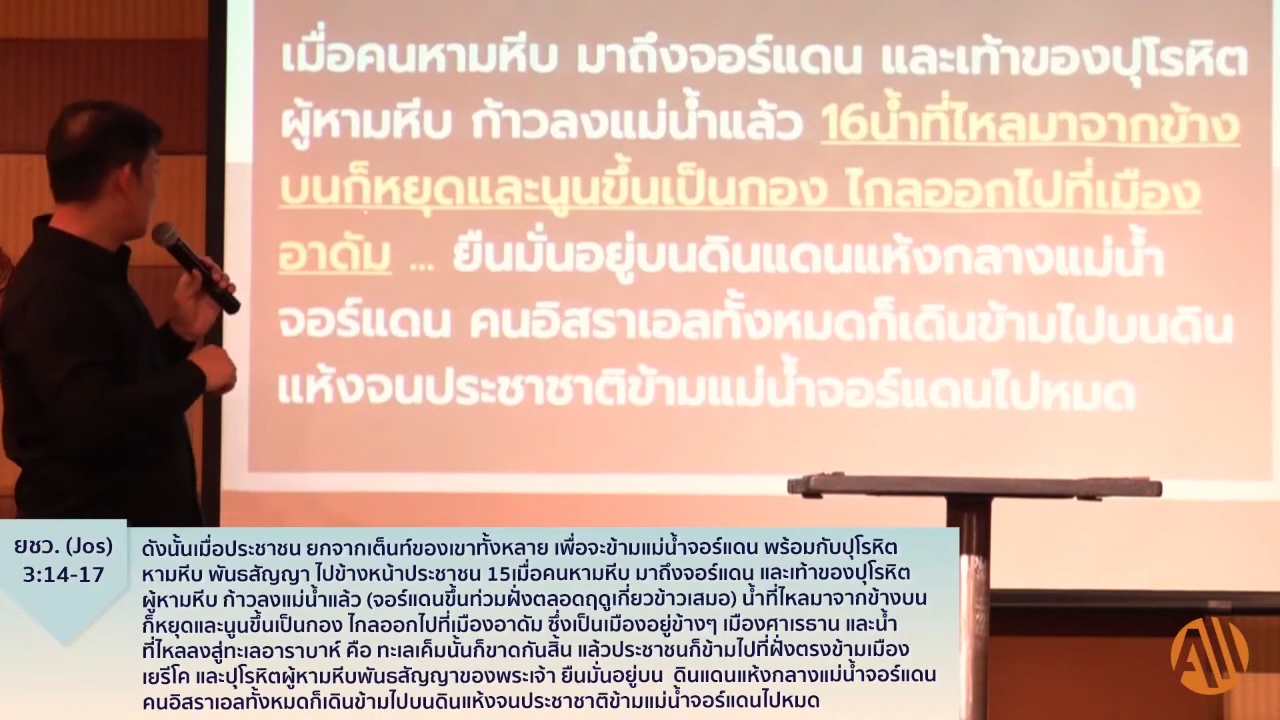 เมื่อคนหามหีบ มาถึงจอร์แดน และเท้าของปุโรหิต
ผู้หามหีบ ก้าวลงแม่น้ำแล้ว 16น้ำที่ไหลมาจากข้าง
บนก็หยุดและนูนขึ้นเป็นกอง ไกลออกไปที่เมือง
อาดัม ... ยืนมั่นอยู่บนดินแดนแห้งกลางแม่น้ำ
จอร์แดน คนอิสราเอลทั้งหมดก็เดินข้ามไปบนดิน
แห้งจนประชาชาติข้ามแม่น้ำจอร์แดนไปหมด
ยชว. (Jos)
3:14-17
ดังนั้นเมื่อประชาชน ยกจากเต็นท์ของเขาทั้งหลาย เพื่อจะข้ามแม่น้ำจอร์แดน พร้อมกับปุโรหิต
หามหีบ พันธสัญญา ไปข้างหน้าประชาชน 15เมื่อคนหามหีบ มาถึงจอร์แดน และเท้าของปุโรหิต
ผู้หามหีบ ก้าวลงแม่น้ำแล้ว (จอร์แดนขึ้นท่วมฝั่งตลอดฤดูเกี่ยวข้าวเสมอ) น้ำที่ไหลมาจากข้างบน
ก็หยุดและนูนขึ้นเป็นกอง ไกลออกไปที่เมืองอาดัม ซึ่งเป็นเมืองอยู่ข้างๆ เมืองศาเรธาน และน้ำ
ที่ไหลลงสู่ทะเลอาราบาห์ คือ ทะเลเค็มนั้นก็ขาดกันสิ้น แล้วประชาชนก็ข้ามไปที่ฝั่งตรงข้ามเมือง
เยรีโค และปุโรหิตผู้หามหีบพันธสัญญาของพระเจ้า ยืนมั่นอยู่บน ดินแดนแห้งกลางแม่น้ำจอร์แดน
คนอิสราเอลทั้งหมดก็เดินข้ามไปบนดินแห้งจนประชาชาติข้ามแม่น้ำจอร์แดนไปหมด